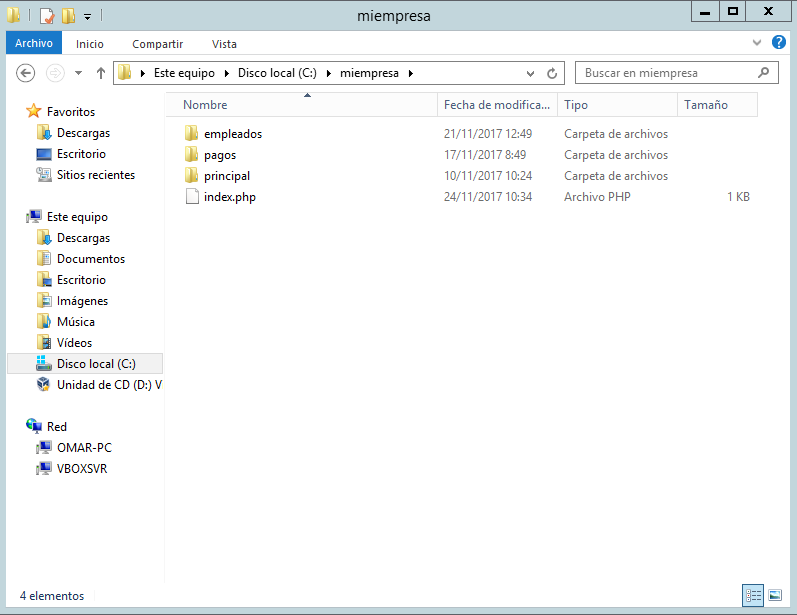 miempresa
Archivo Inicio Compartir Vista
Este equipo Disco local (C:) miempresa Buscar en miempresa
Favoritos
Descargas
Escritorio
Sitios recientes
Este equipo
Descargas
Documentos
Escritorio
Imágenes
Música
Vídeos
Disco local (C:)
Unidad de CD (D:) V
Red
OMAR-PC
VBOXSVR
Nombre Fecha de modifica... Tipo Tamaño
empleados 21/11/2017 12:49 Carpeta de archivos
pagos 17/11/2017 8:49 Carpeta de archivos
principal 10/11/2017 10:24 Carpeta de archivos
index.php 24/11/2017 10:34 Archivo PHP 1 KB
4 elementos